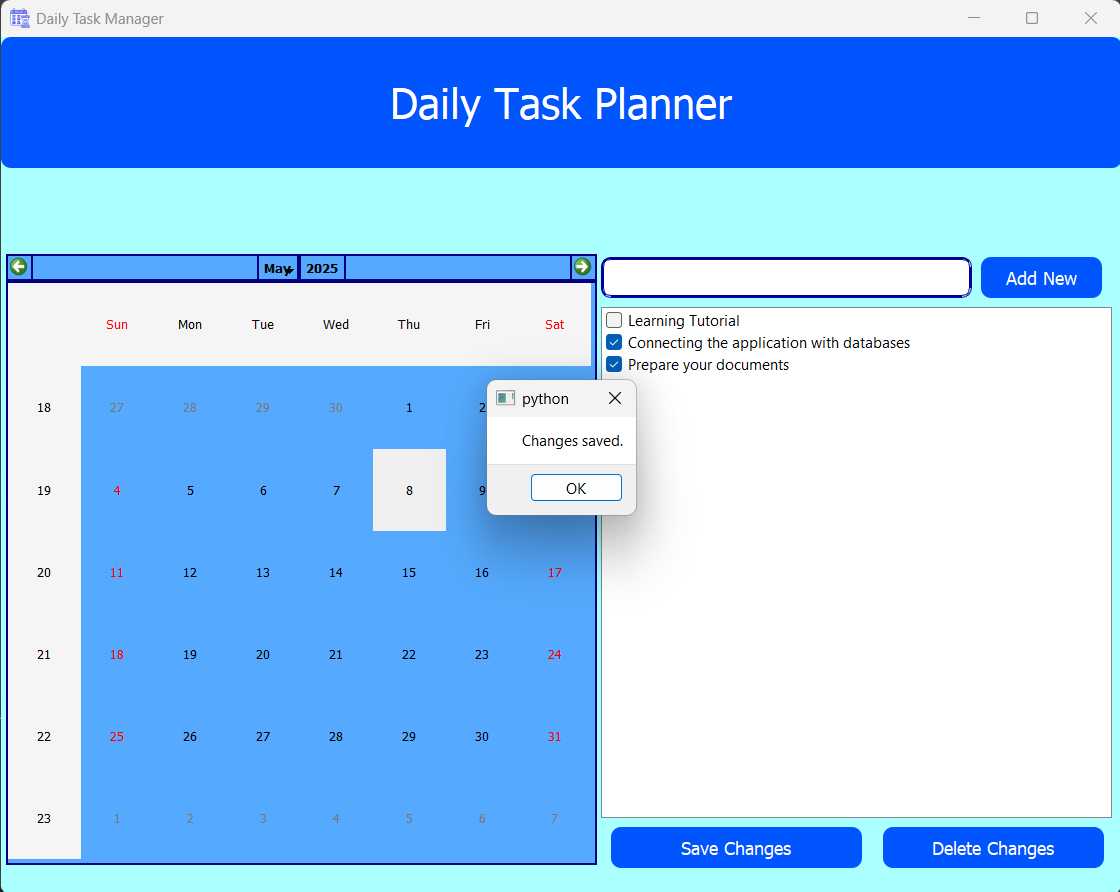 Daily Task Manager
Daily Task Planner
May 2025
Sun Mon Tue Wed Thu Fri Sat
18 27 28 29 30 1 2
19 4 5 6 7 8 9
20 11 12 13 14 15 16 17
21 18 19 20 21 22 23 24
22 25 26 27 28 29 30 31
23 1 2 3 4 5 6 7
Add New
Learning Tutorial
Connecting the application with databases
Prepare your documents
python
Changes saved.
OK
Save Changes
Delete Changes